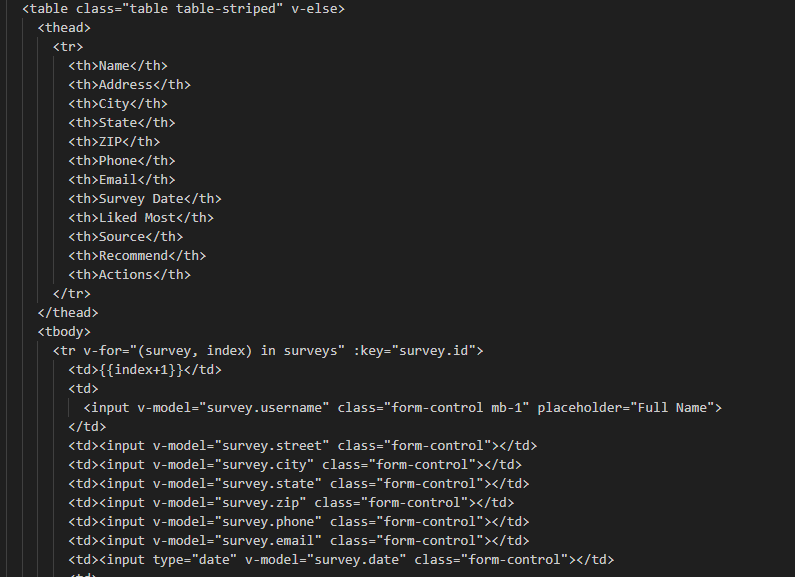 <table class="table table-striped" v-else>
<thead>
<tr>
<th>Name</th>
<th>Address</th>
<th>City</th>
<th>State</th>
<th>ZIP</th>
<th>Phone</th>
<th>Email</th>
<th>Survey Date</th>
<th>Liked Most</th>
<th>Source</th>
<th>Recommend</th>
<th>Actions</th>
</tr>
</thead>
<tbody>
<tr v-for="(survey, index) in surveys" :key="survey.id">
<td>{{index+1}}</td>
<td>
<input v-model="survey.username" class="form-control mb-1" placeholder="Full Name">
</td>
<td><input v-model="survey.street" class="form-control"></td>
<td><input v-model="survey.city" class="form-control"></td>
<td><input v-model="survey.state" class="form-control"></td>
<td><input v-model="survey.zip" class="form-control"></td>
<td><input v-model="survey.phone" class="form-control"></td>
<td><input v-model="survey.email" class="form-control"></td>
<td><input type="date" v-model="survey.date" class="form-control"></td>
<td>